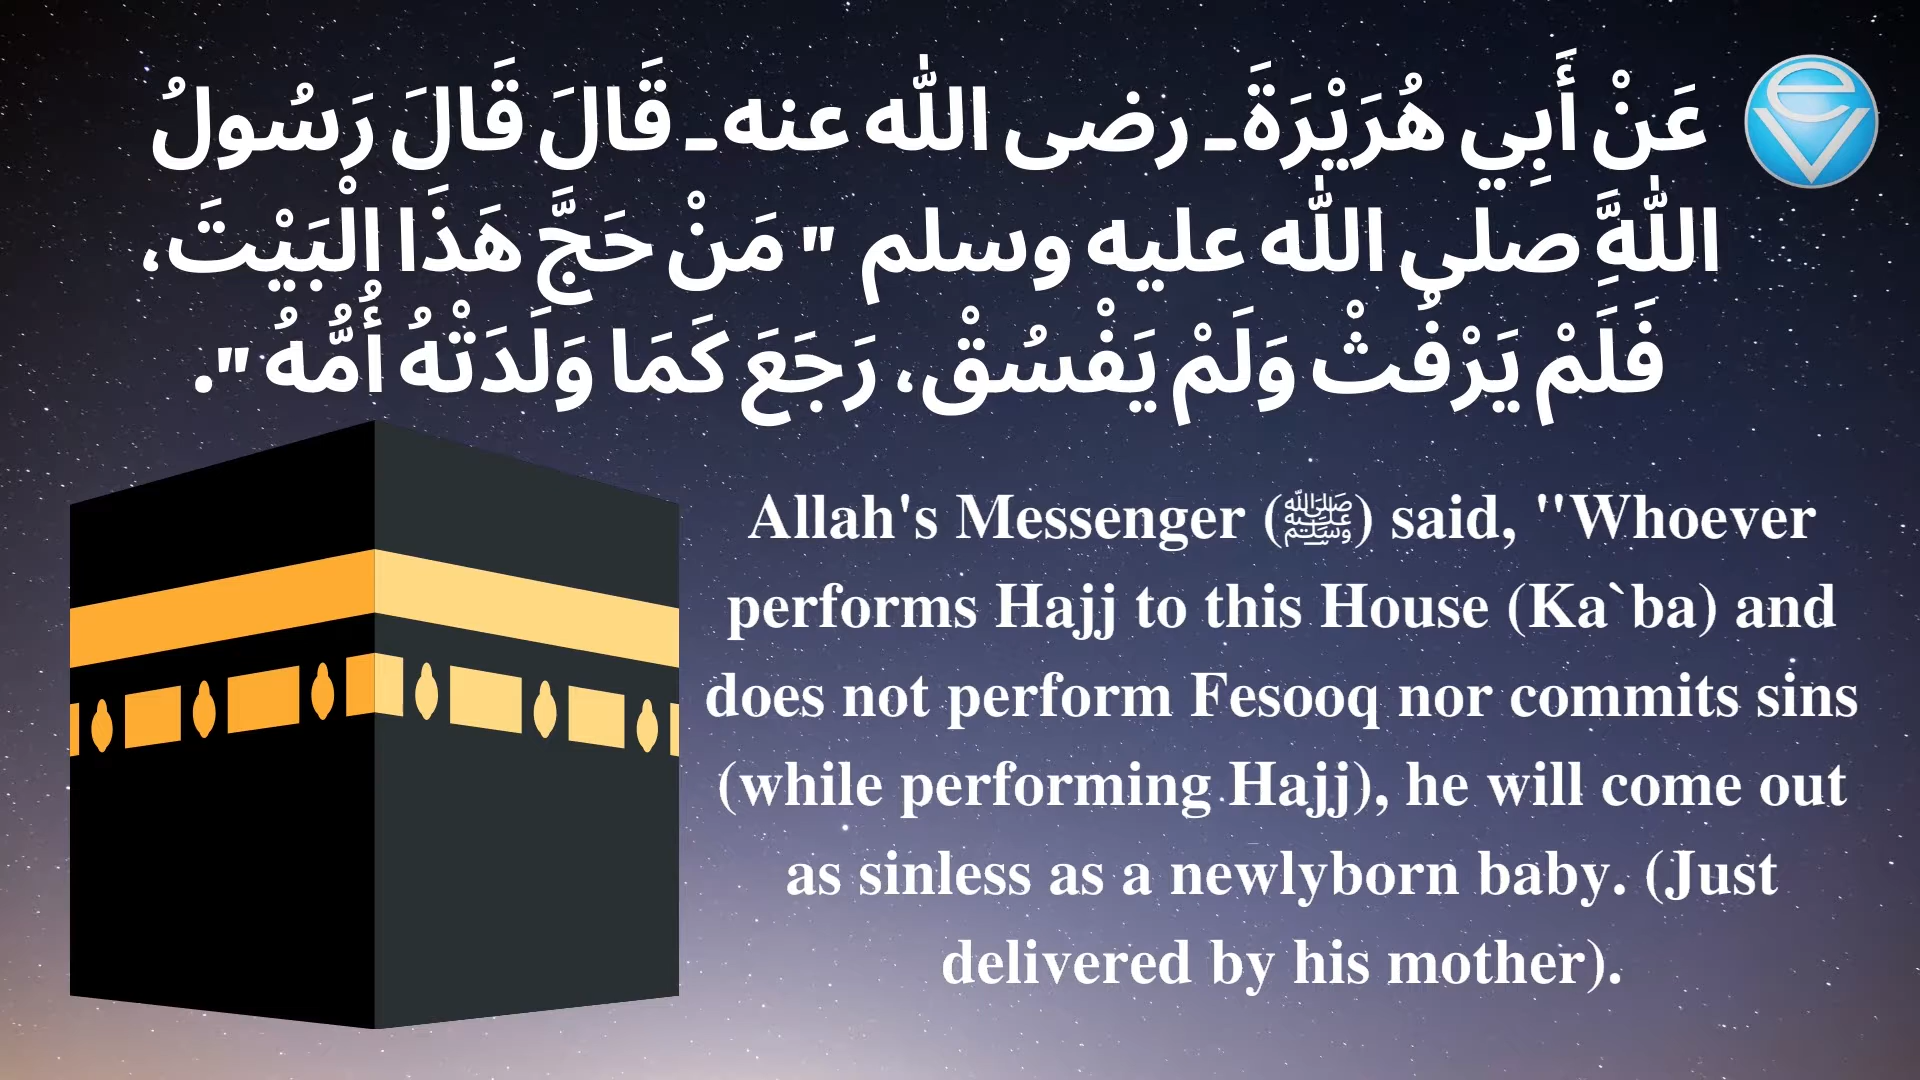 عَنْ أَبِي هُرَيْرَةَ ـ رضى الله عنه ـ قَالَ قَالَ رَسُولُ
اللَّهِ صلى الله عليه وسلم ‏"‏ مَنْ حَجَّ هَذَا الْبَيْتَ،
فَلَمْ يَرْفُثْ وَلَمْ يَفْسُقْ، رَجَعَ كَمَا وَلَدَتْهُ أُمُّهُ ‏"‏‏.‏
Allah's Messenger (ﷺ) said, "Whoever
performs Hajj to this House (Ka`ba) and
does not perform Fesooq nor commits sins
(while performing Hajj), he will come out
as sinless as a newlyborn baby. (Just
delivered by his mother).